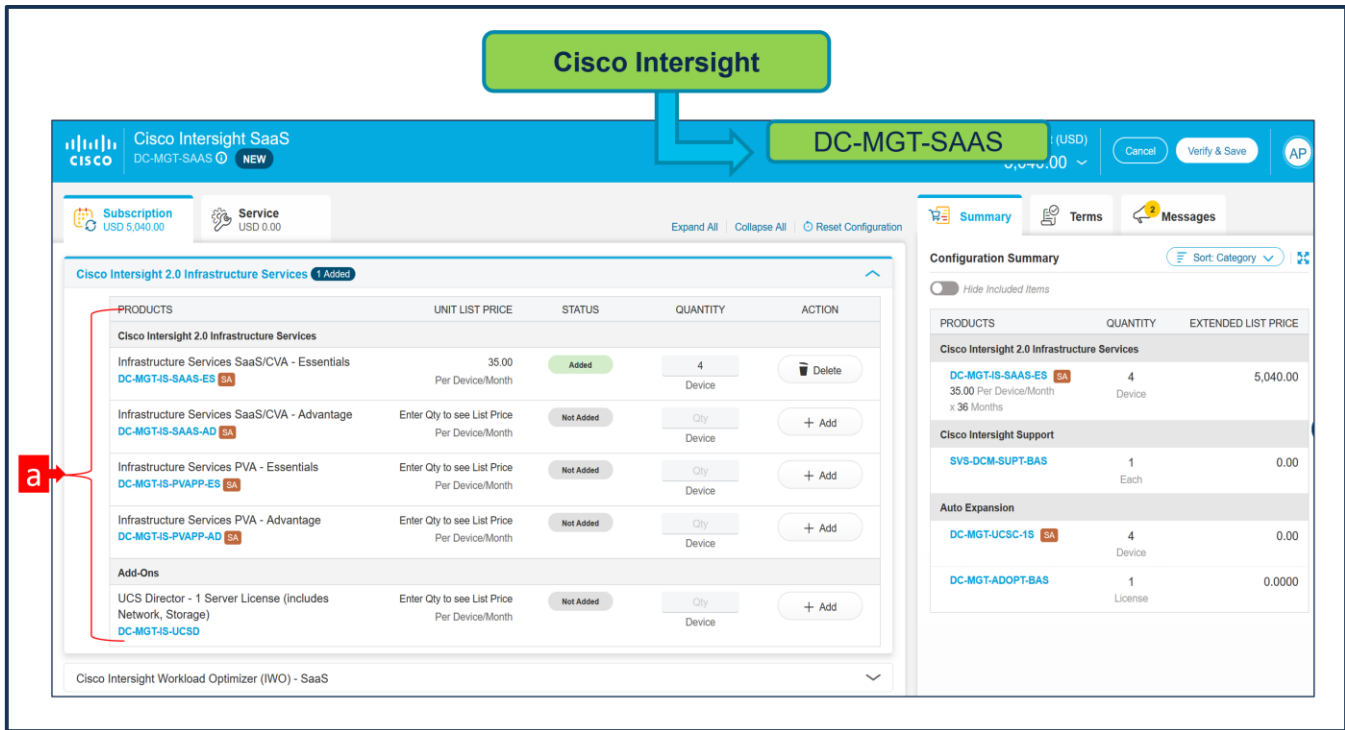 Cisco Intersight
DC-MGT-SAAS
CISCO
Cisco Intersight SaaS
DC-MGT-SAAS NEW
(USD)
Cancel
Verify & Save
AP
Subscription
USD 5,040.00
Service
USD 0.00
Expand All
Collapse All
Reset Configuration
Cisco Intersight 2.0 Infrastructure Services 1 Added
PRODUCTS UNIT LIST PRICE STATUS QUANTITY ACTION
Cisco Intersight 2.0 Infrastructure Services
Infrastructure Services SaaS/CVA - Essentials 35.00 Added 4 Delete
DC-MGT-IS-SAAS-ES SA Per Device/Month Device
Infrastructure Services SaaS/CVA - Advantage Enter Qty to see List Price Not Added Qty + Add
DC-MGT-IS-SAAS-AD SA Per Device/Month Device
Infrastructure Services PVA - Essentials Enter Qty to see List Price Not Added Qty + Add
DC-MGT-IS-PVAPP-ES SA Per Device/Month Device
Infrastructure Services PVA - Advantage Enter Qty to see List Price Not Added Qty + Add
DC-MGT-IS-PVAPP-AD SA Per Device/Month Device
Add-Ons
UCS Director - 1 Server License (includes Enter Qty to see List Price Not Added Qty + Add
Network, Storage) Per Device/Month Device
DC-MGT-IS-UCSD
a
Cisco Intersight Workload Optimizer (IWO) - SaaS
Summary
Terms
2
Messages
Configuration Summary
Sort: Category
Hide Included Items
PRODUCTS QUANTITY EXTENDED LIST PRICE
Cisco Intersight 2.0 Infrastructure Services
DC-MGT-IS-SAAS-ES SA 4 5,040.00
35.00 Per Device/Month Device
x 36 Months
Cisco Intersight Support
SVS-DCM-SUPT-BAS 1 0.00
Each
Auto Expansion
DC-MGT-UCSC-1S SA 4 0.00
Device
DC-MGT-ADOPT-BAS 1 0.0000
License